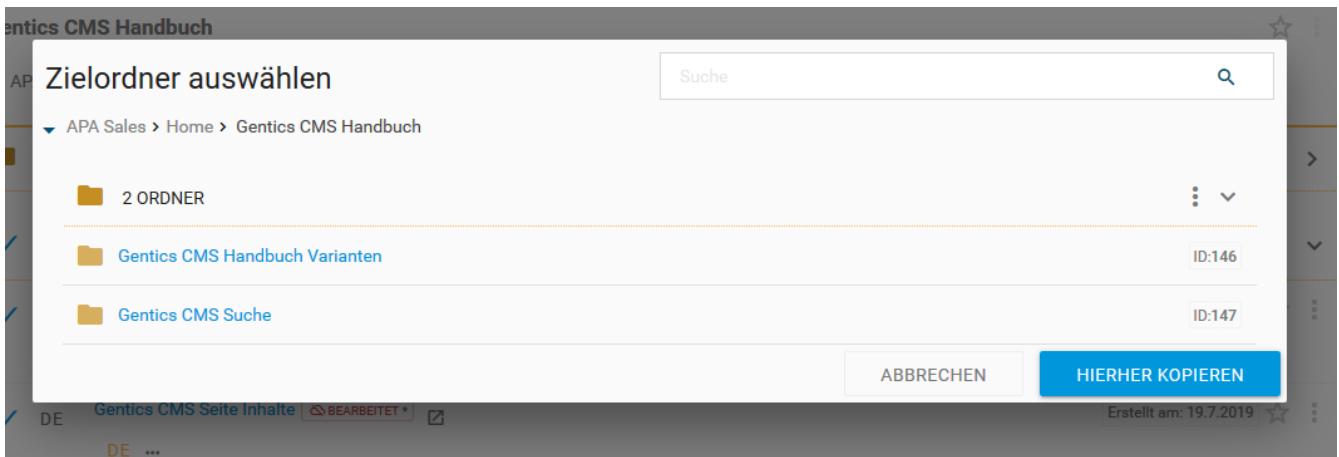 entics CMS Handbuch
Zielordner auswählen
Suche
AP
APA Sales > Home > Gentics CMS Handbuch
2 ORDNER
Gentics CMS Handbuch Varianten
ID:146
Gentics CMS Suche
ID:147
ABBRECHEN
HIERHER KOPIEREN
DE
Gentics CMS Seite Inhalte
BEARBEITET *
Erstellt am: 19.7.2019
DE ...